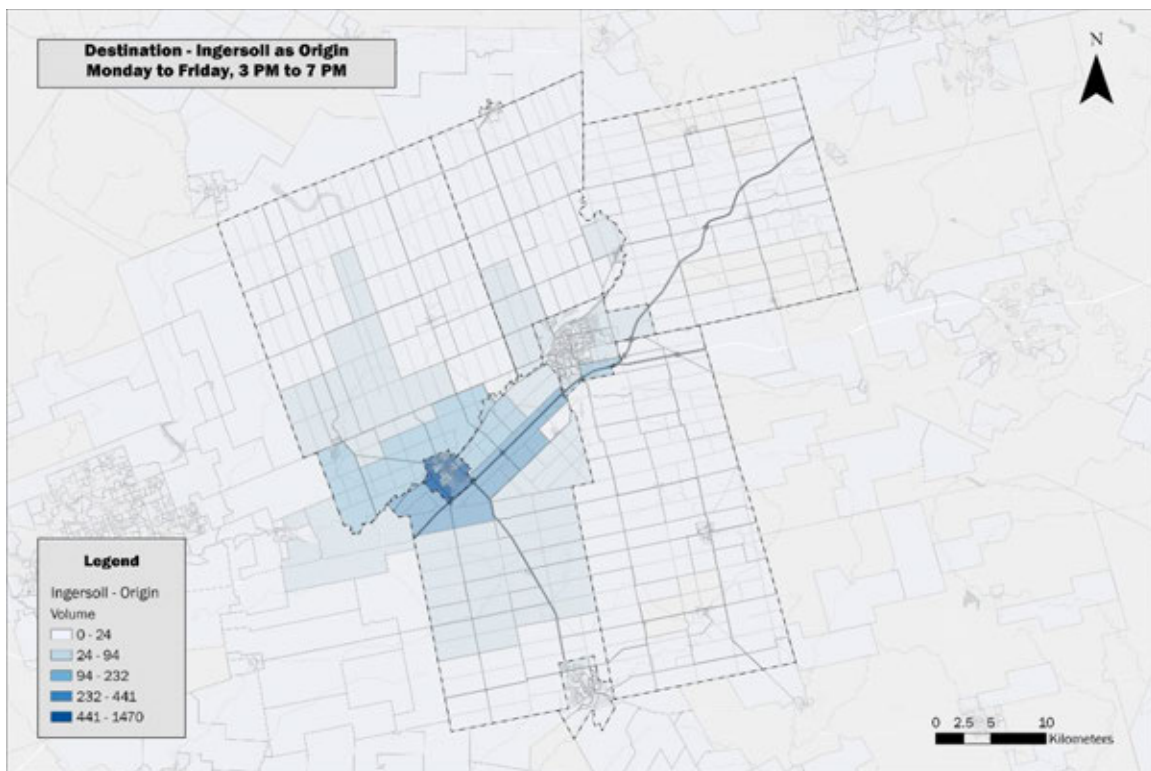 Destination - Ingersoll as Origin
Monday to Friday, 3 PM to 7 PM
N
Legend
Ingersoll - Origin
Volume
0 - 24
24 - 94
94 - 232
232 - 441
441 - 1470
0 2.5 5 10
Kilometers